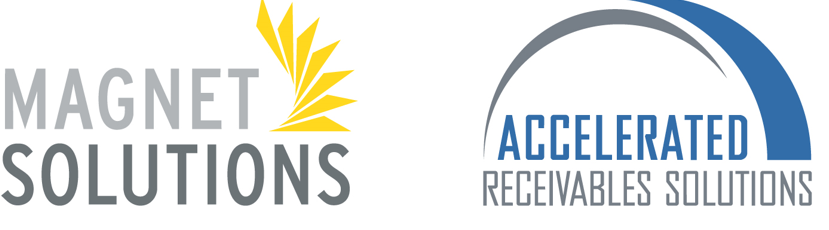 MAGNET
SOLUTIONS
ACCELERATED
RECEIVABLES SOLUTIONS